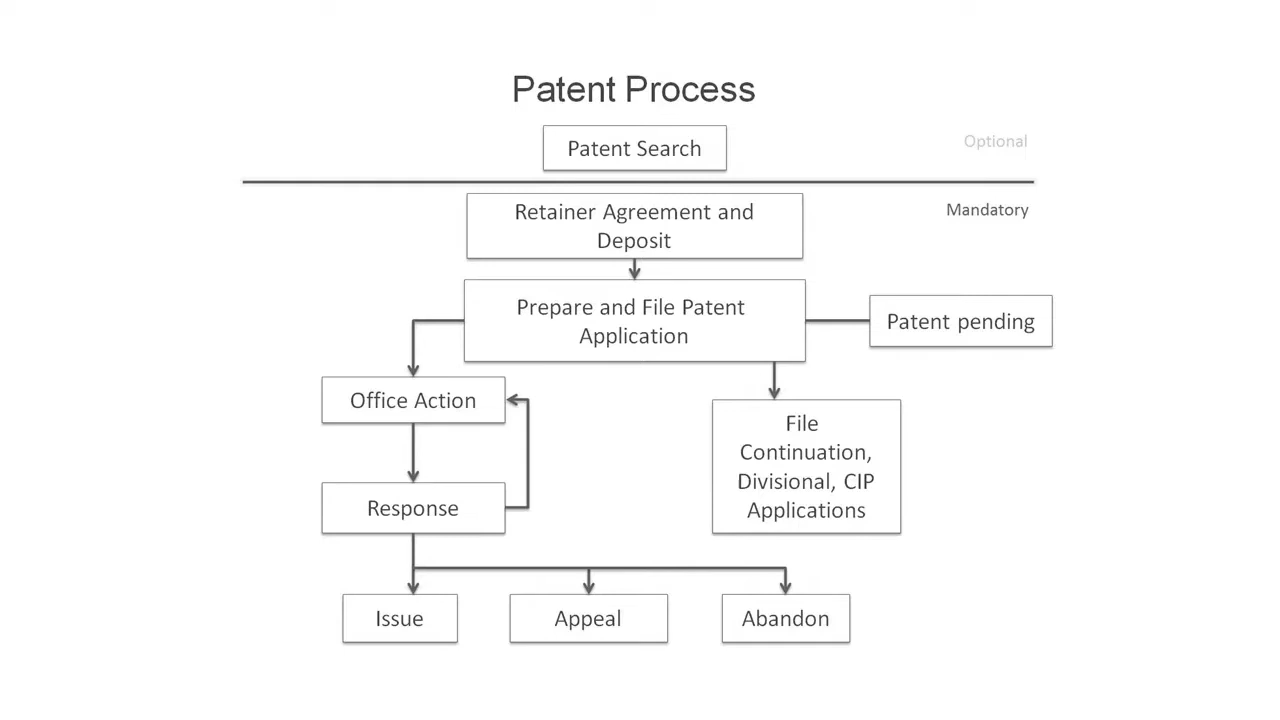 Patent Process
Patent Search
Optional
Retainer Agreement and
Deposit
Mandatory
Prepare and File Patent
Application
Patent pending
Office Action
File
Continuation,
Divisional, CIP
Applications
Response
Issue
Appeal
Abandon